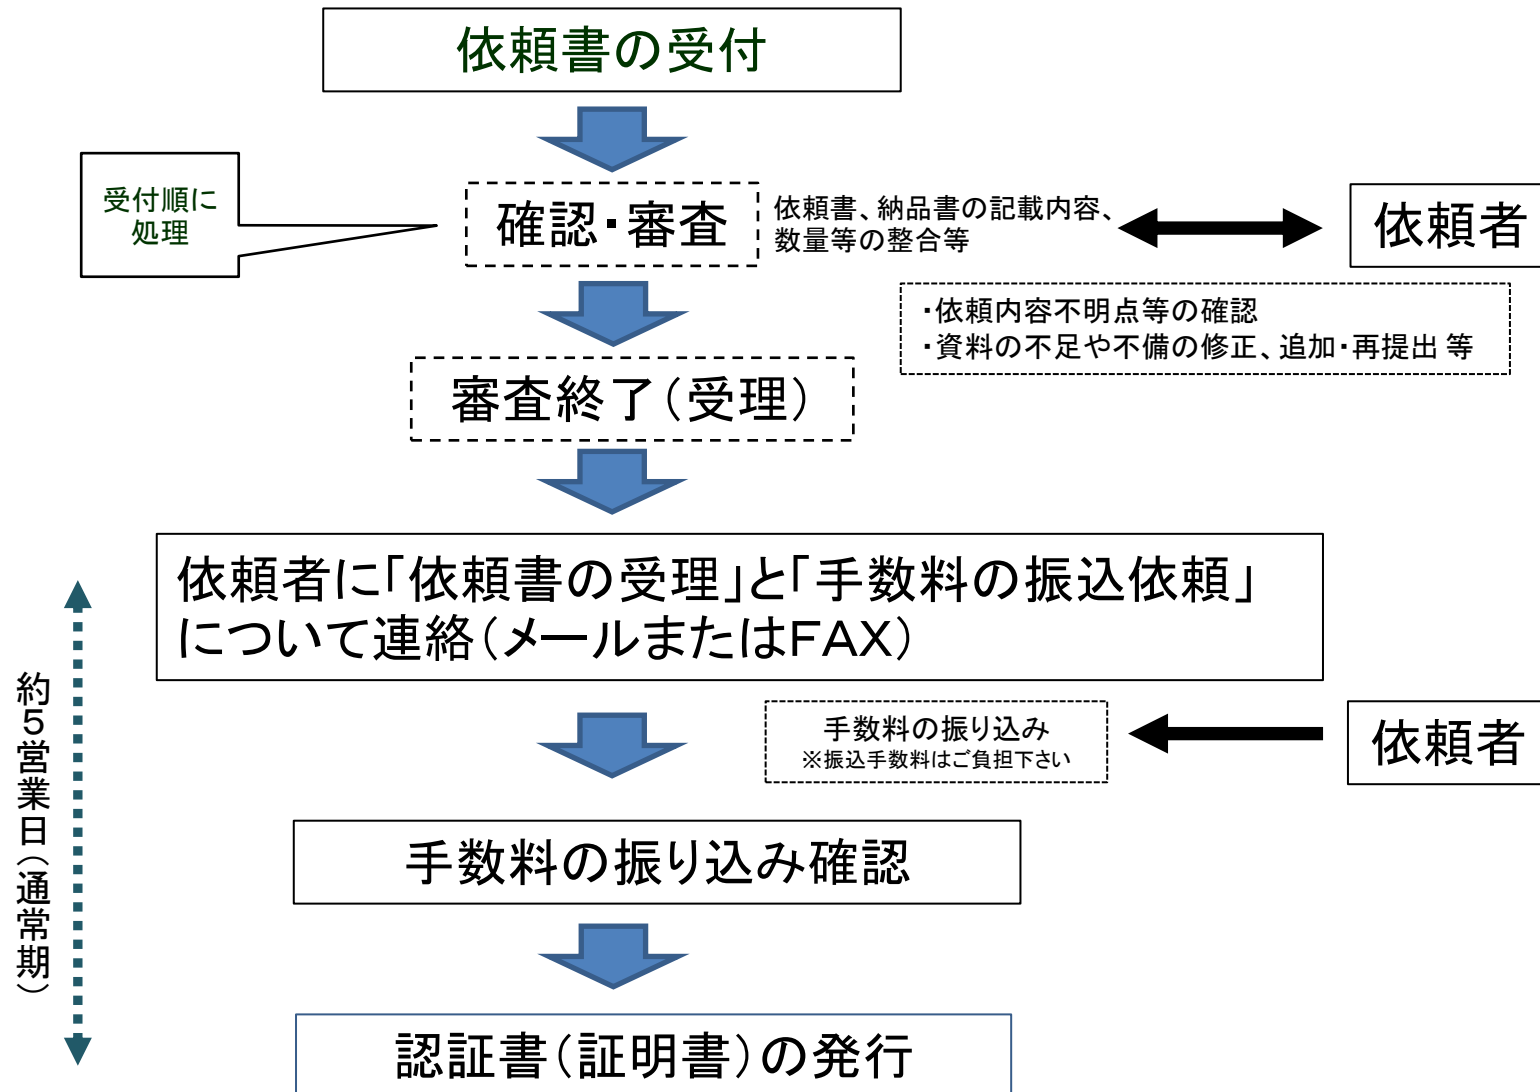 依頼書の受付
受付順に
処理
確認・審査
依頼書、納品書の記載内容、
数量等の整合等
依頼者
・依頼内容不明点等の確認
・資料の不足や不備の修正、追加・再提出 等
審査終了（受理）
依頼者に「依頼書の受理」と「手数料の振込依頼」
について連絡（メールまたはＦＡＸ）
約５営業日（通常期）
手数料の振り込み
※振込手数料はご負担下さい
依頼者
手数料の振り込み確認
認証書（証明書）の発行